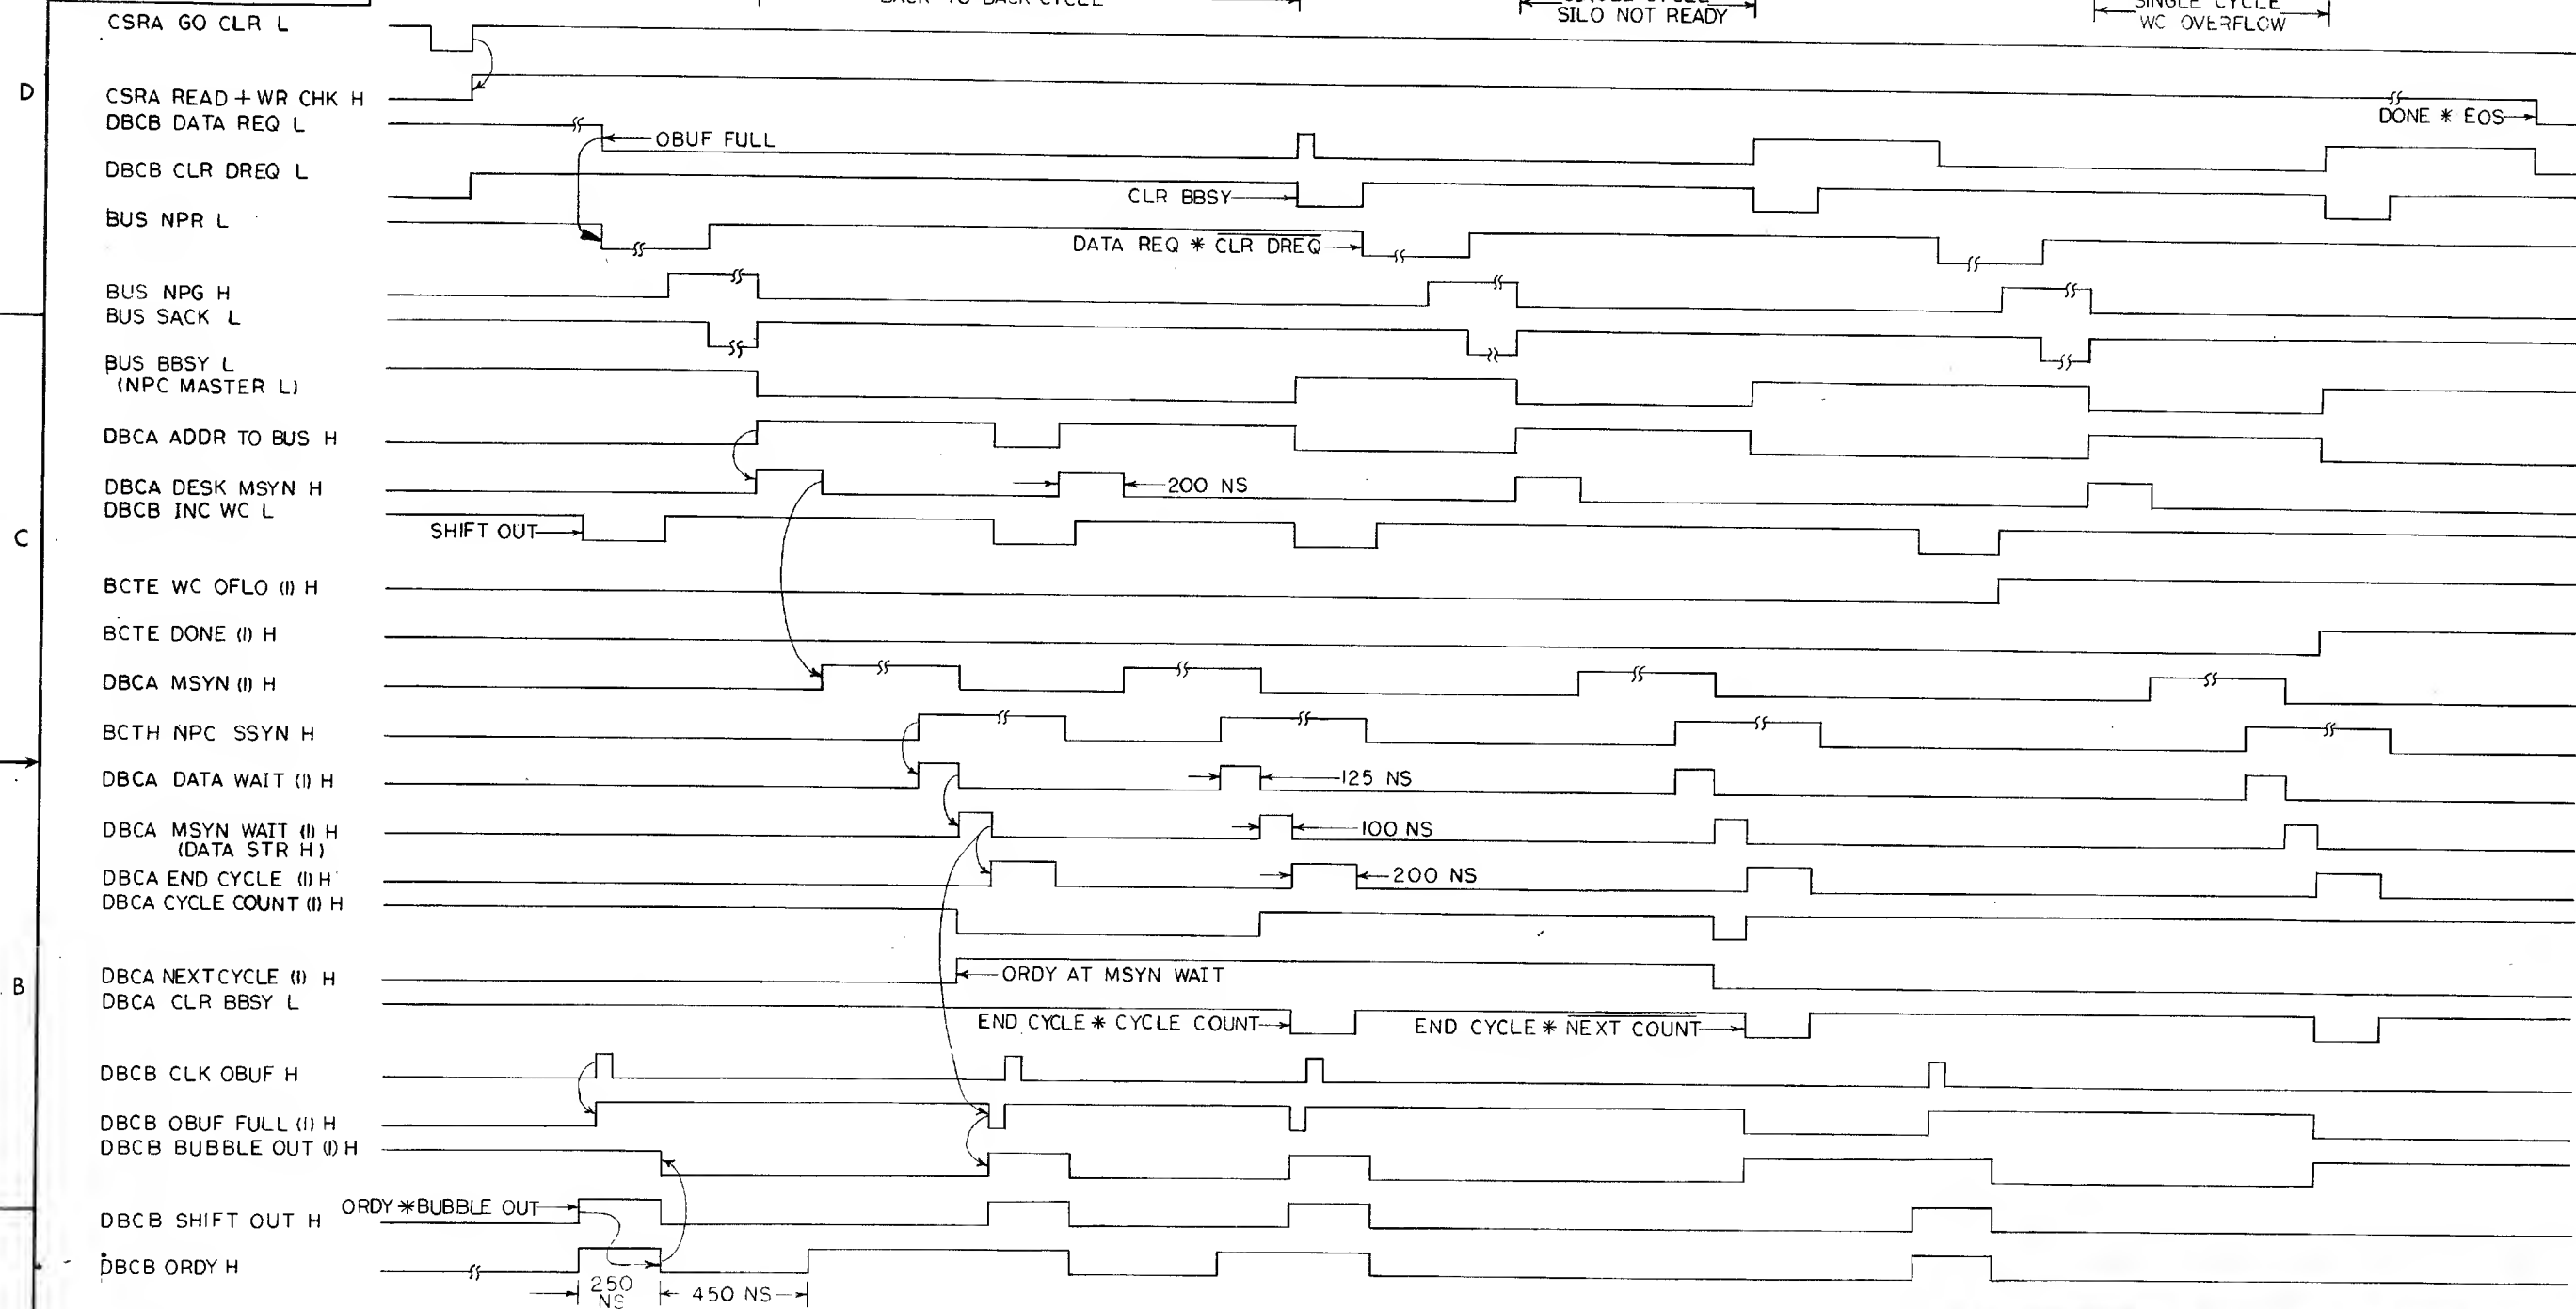 BACK TO BACK CYCLE
SILO NOT READY
SINGLE CYCLE
WC OVERFLOW
CSRA GO CLR L
D
CSRA READ + WR CHK H
DONE * EOS
DBCB DATA REQ L
OBUF FULL
DBCB CLR DREQ L
CLR BBSY
BUS NPR L
DATA REQ * CLR DREQ
BUS NPG H
BUS SACK L
BUS BBSY L
(NPC MASTER L)
DBCA ADDR TO BUS H
DBCA DESK MSYN H
200 NS
DBCB INC WC L
SHIFT OUT
C
BCTE WC OFLO (1) H
BCTE DONE (1) H
DBCA MSYN (1) H
BCTH NPC SSYN H
DBCA DATA WAIT (1) H
125 NS
DBCA MSYN WAIT (1) H
(DATA STR H)
100 NS
DBCA END CYCLE (1) H
200 NS
DBCA CYCLE COUNT (1) H
B
DBCA NEXT CYCLE (1) H
ORDY AT MSYN WAIT
DBCA CLR BBSY L
END CYCLE * CYCLE COUNT
END CYCLE * NEXT COUNT
DBCB CLK OBUF H
DBCB OBUF FULL (1) H
DBCB BUBBLE OUT (1) H
ORDY * BUBBLE OUT
DBCB SHIFT OUT H
DBCB ORDY H
250
NS
450 NS